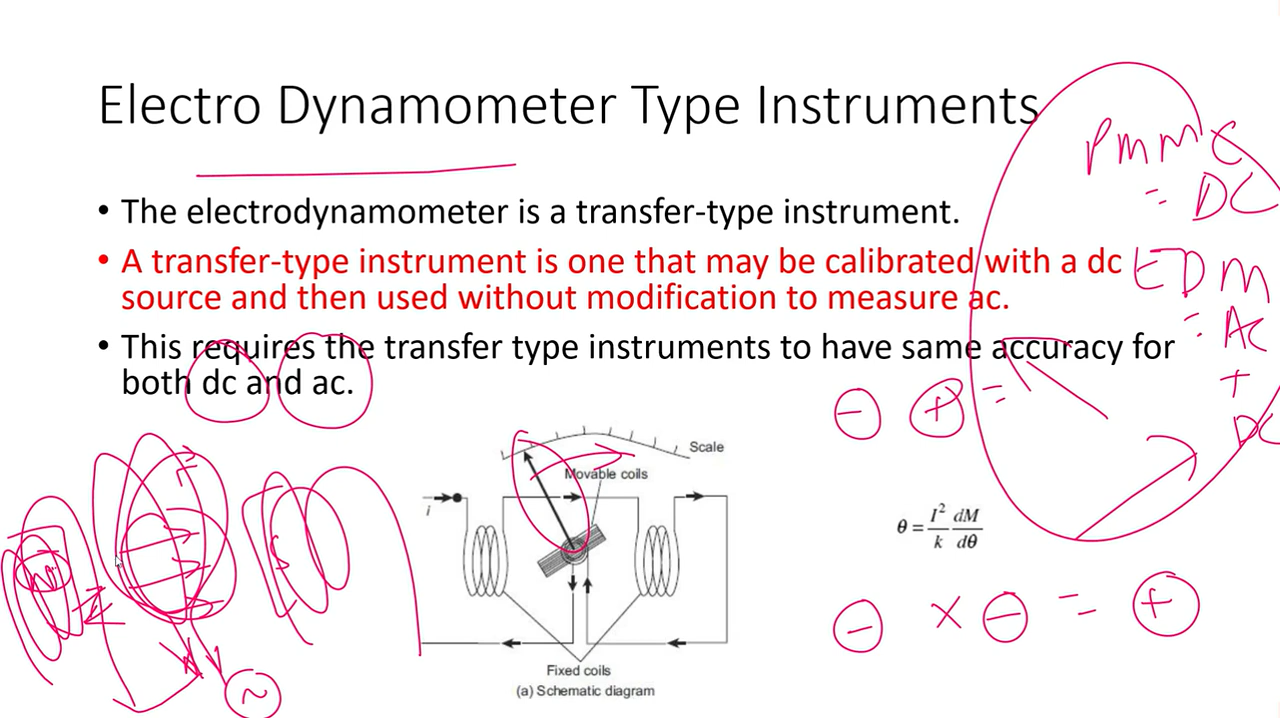 Electro Dynamometer Type Instruments
• The electrodynamometer is a transfer-type instrument.
• A transfer-type instrument is one that may be calibrated with a dc
source and then used without modification to measure ac.
• This requires the transfer type instruments to have same accuracy for
both dc and ac.
PMMC
= DC
EDM
= AC
+
DC
- + =
Scale
Movable coils
i
θ = I² dM
k dθ
- × - = +
~
Fixed coils
(a) Schematic diagram